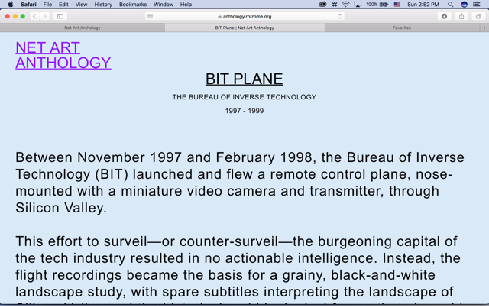 Safari File Edit View History Bookmarks Window Help 100% Sun 2:52 PM
anthology.rhizome.org
Net Art Anthology BIT Plane | Net Art Anthology Favorites
NET ART
ANTHOLOGY
BIT PLANE
THE BUREAU OF INVERSE TECHNOLOGY
1997 - 1999
Between November 1997 and February 1998, the Bureau of Inverse
Technology (BIT) launched and flew a remote control plane, nose-
mounted with a miniature video camera and transmitter, through
Silicon Valley.
This effort to surveil—or counter-surveil—the burgeoning capital of
the tech industry resulted in no actionable intelligence. Instead, the
flight recordings became the basis for a grainy, black-and-white
landscape study, with spare subtitles interpreting the landscape of